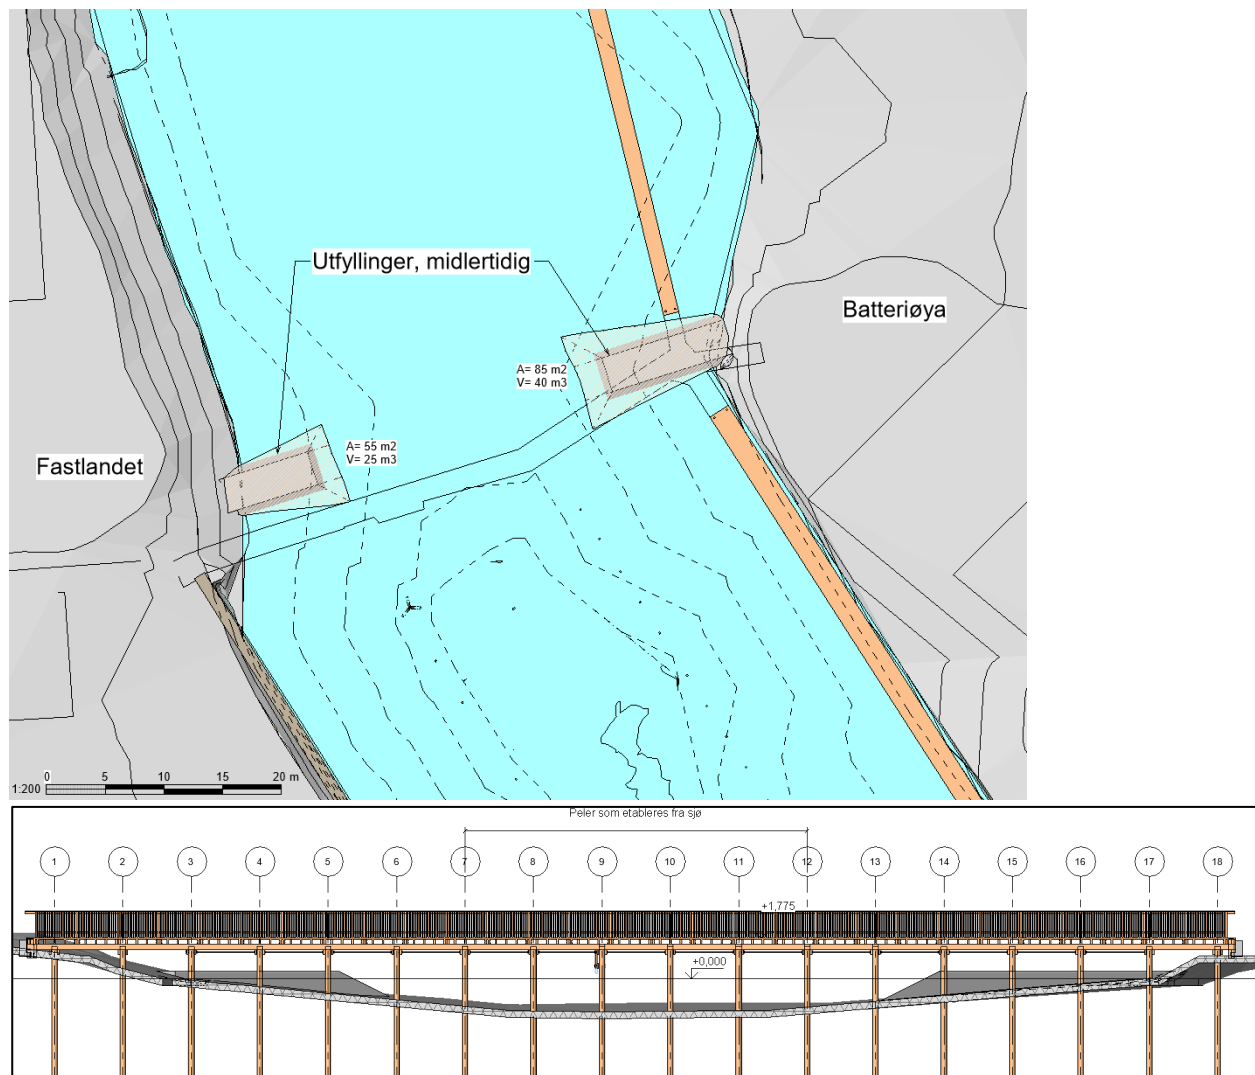 Utfyllinger, midlertidig
Batteriøya
A= 85 m2
V= 40 m3
A= 55 m2
V= 25 m3
Fastlandet
0 5 10 15 20 m
1:200
Peler som etableres fra sjø
1 2 3 4 5 6 7 8 9 10 11 12 13 14 15 16 17 18
+1,775
+0,000